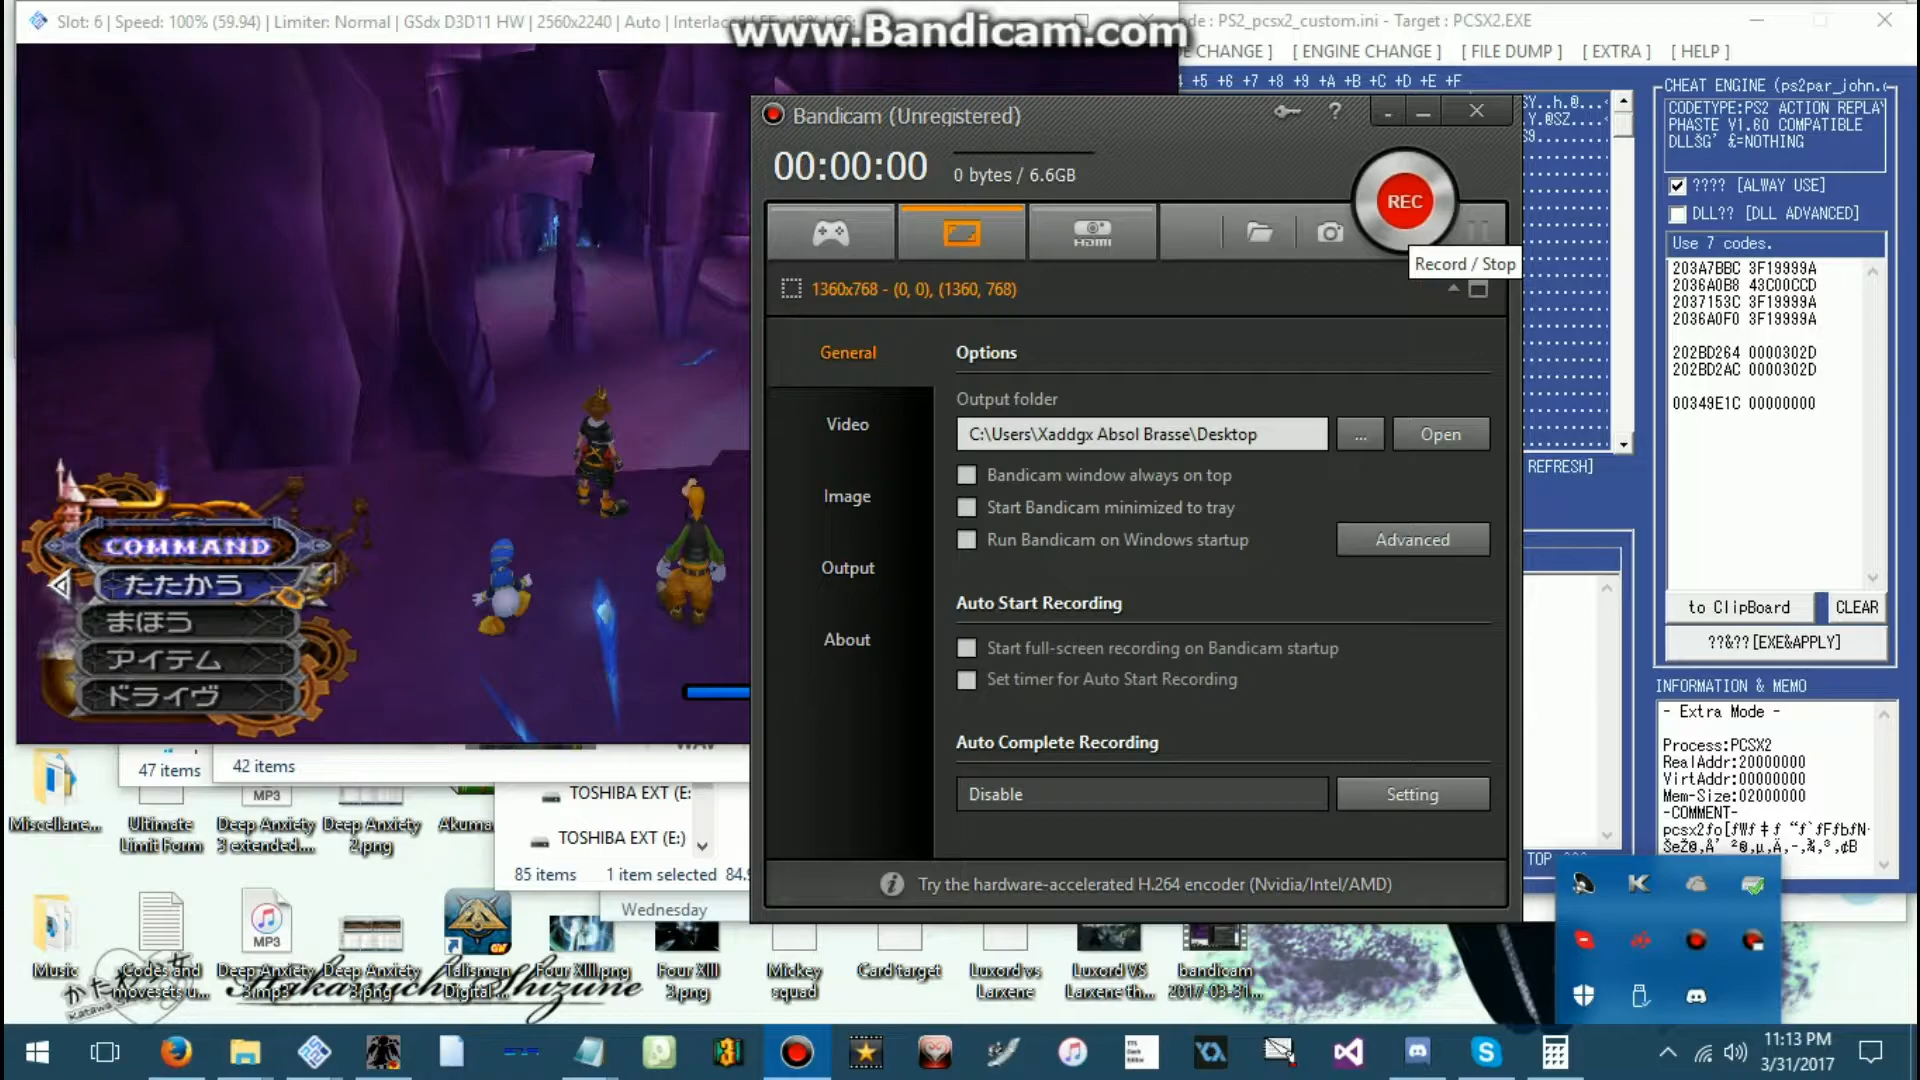 Slot: 6 | Speed: 100% (59.94) | Limiter: Normal | GSdx D3D11 HW | 2560x2240 | Auto | Interlaced
www.Bandicam.com
: PS2_pcsx2_custom.ini - Target : PCSX2.EXE
CHANGE ] [ ENGINE CHANGE ] [ FILE DUMP ] [ EXTRA ] [ HELP ]
+5 +6 +7 +8 +9 +A +B +C +D +E +F
REFRESH]
TOP
CHEAT ENGINE (ps2par_john.
CODETYPE:PS2 ACTION REPLAY
PHASTE V1.60 COMPATIBLE
DLLSG' £=NOTHING
???? [ALWAY USE]
DLL?? [DLL ADVANCED]
Use 7 codes.
203A7BBC 3F19999A
2036A0B8 43C00CCD
2037153C 3F19999A
2036A0F0 3F19999A
202BD264 0000302D
202BD2AC 0000302D
00349E1C 00000000
to ClipBoard
CLEAR
??&??[EXE&APPLY]
INFORMATION & MEMO
- Extra Mode -
Process:PCSX2
RealAddr:20000000
VirtAddr:00000000
Mem-Size:02000000
-COMMENT-
Bandicam (Unregistered)
?
00:00:00
0 bytes / 6.6GB
REC
HDMI
Record / Stop
1360x768 - (0, 0), (1360, 768)
General
Video
Image
Output
About
Options
Output folder
C:\Users\Xaddgx Absol Brasse\Desktop
...
Open
Bandicam window always on top
Start Bandicam minimized to tray
Run Bandicam on Windows startup
Advanced
Auto Start Recording
Start full-screen recording on Bandicam startup
Set timer for Auto Start Recording
Auto Complete Recording
Disable
Setting
Try the hardware-accelerated H.264 encoder (Nvidia/Intel/AMD)
COMMAND
たたかう
まほう
アイテム
ドライヴ
47 items
42 items
TOSHIBA EXT (E:
TOSHIBA EXT (E:)
85 items 1 item selected 84.
Wednesday
Miscellane...
Ultimate
Limit Form
MP3
Deep Anxiety
3 extended....
Deep Anxiety
2.png
Akuma
Music
Codes and
movesets u...
MP3
Deep Anxiety
3.mp3
Deep Anxiety
3.png
Talisman
Digital...
Four XIII.png
Four XIII
3.png
Mickey
squad
Card target
Luxord vs
Larxene
Luxord VS
Larxene th...
bandicam
2017-03-31...
11:13 PM
3/31/2017